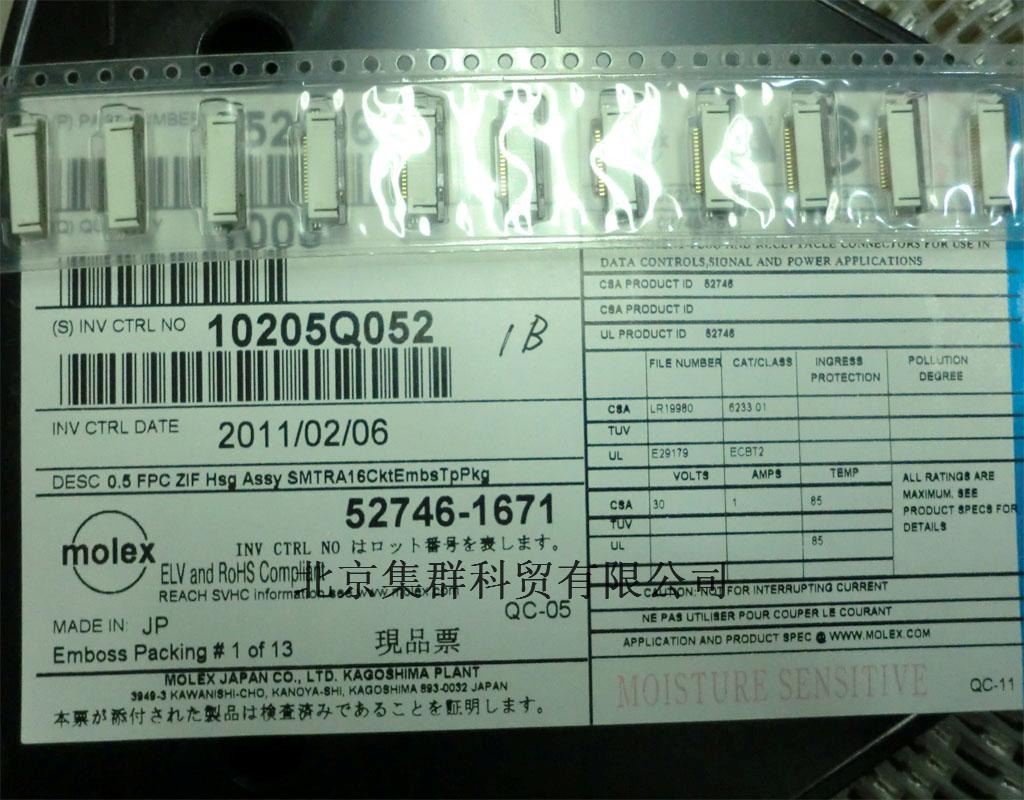 (P) PART NUMBER
(Q)
(S) INV CTRL NO 10205Q052
1B
INV CTRL DATE 2011/02/06
DESC 0.5 FPC ZIF Hsg Assy SMTRA16CktEmbsTpPkg
52746-1671
molex
INV CTRL NO はロット番号を表します。
ELV and RoHS Compliant
REACH SVHC information see www.molex.com
北京集群科贸有限公司
QC-05
MADE IN: JP
現品票
Emboss Packing # 1 of 13
MOLEX JAPAN CO., LTD. KAGOSHIMA PLANT
3949-3 KAWANISHI-CHO, KANOYA-SHI, KAGOSHIMA 893-0032 JAPAN
本票が添付された製品は検査済みであることを証明します。
AND RECEPTACLE CONNECTORS FOR USE IN
DATA CONTROLS,SIGNAL AND POWER APPLICATIONS
CSA PRODUCT ID 52746
CSA PRODUCT ID
UL PRODUCT ID 52746
FILE NUMBER CAT/CLASS INGRESS PROTECTION POLLUTION DEGREE
CSA LR19980 6233 01
TUV
UL E29179 ECBT2
VOLTS AMPS TEMP
CSA 30 1 85
TUV
UL 85
ALL RATINGS ARE
MAXIMUM. SEE
PRODUCT SPECS FOR
DETAILS
CAUTION: NOT FOR INTERRUPTING CURRENT
NE PAS UTILISER POUR COUPER LE COURANT
APPLICATION AND PRODUCT SPEC @ WWW.MOLEX.COM
MOISTURE SENSITIVE
QC-11